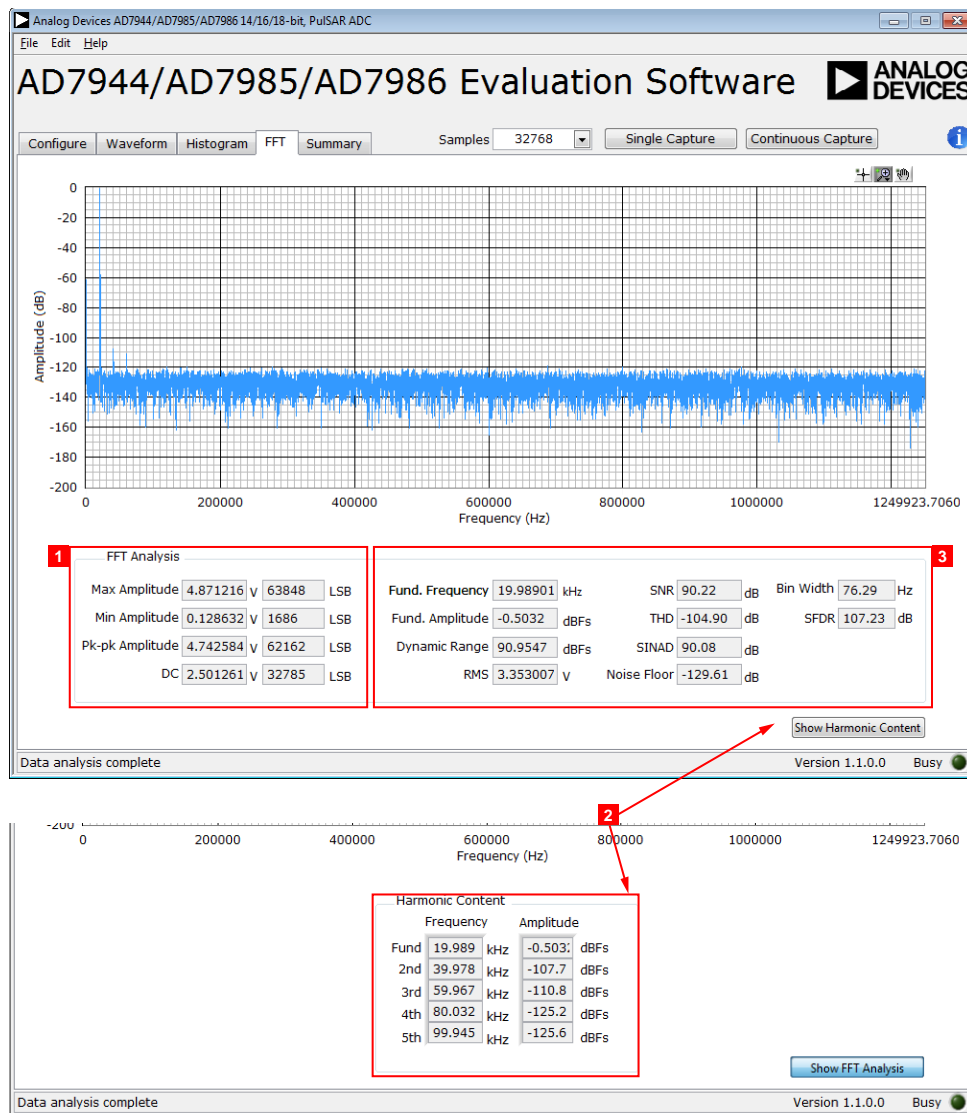 Analog Devices AD7944/AD7985/AD7986 14/16/18-bit, PulSAR ADC
File Edit Help
AD7944/AD7985/AD7986 Evaluation Software
ANALOG
DEVICES
Configure Waveform Histogram FFT Summary Samples 32768 Single Capture Continuous Capture i
0
-20
-40
-60
-80
-100
-120
-140
-160
-180
-200
Amplitude (dB)
0 200000 400000 600000 800000 1000000 1249923.7060
Frequency (Hz)
1 FFT Analysis 3
Max Amplitude 4.871216 V 63848 LSB Fund. Frequency 19.98901 kHz SNR 90.22 dB Bin Width 76.29 Hz
Min Amplitude 0.128632 V 1686 LSB Fund. Amplitude -0.5032 dBFs THD -104.90 dB SFDR 107.23 dB
Pk-pk Amplitude 4.742584 V 62162 LSB Dynamic Range 90.9547 dBFs SINAD 90.08 dB
DC 2.501261 V 32785 LSB RMS 3.353007 V Noise Floor -129.61 dB
Show Harmonic Content
Data analysis complete Version 1.1.0.0 Busy
2
-200
0 200000 400000 600000 800000 1000000 1249923.7060
Frequency (Hz)
Harmonic Content
Frequency Amplitude
Fund 19.989 kHz -0.503 dBFs
2nd 39.978 kHz -107.7 dBFs
3rd 59.967 kHz -110.8 dBFs
4th 80.032 kHz -125.2 dBFs
5th 99.945 kHz -125.6 dBFs
Show FFT Analysis
Data analysis complete Version 1.1.0.0 Busy